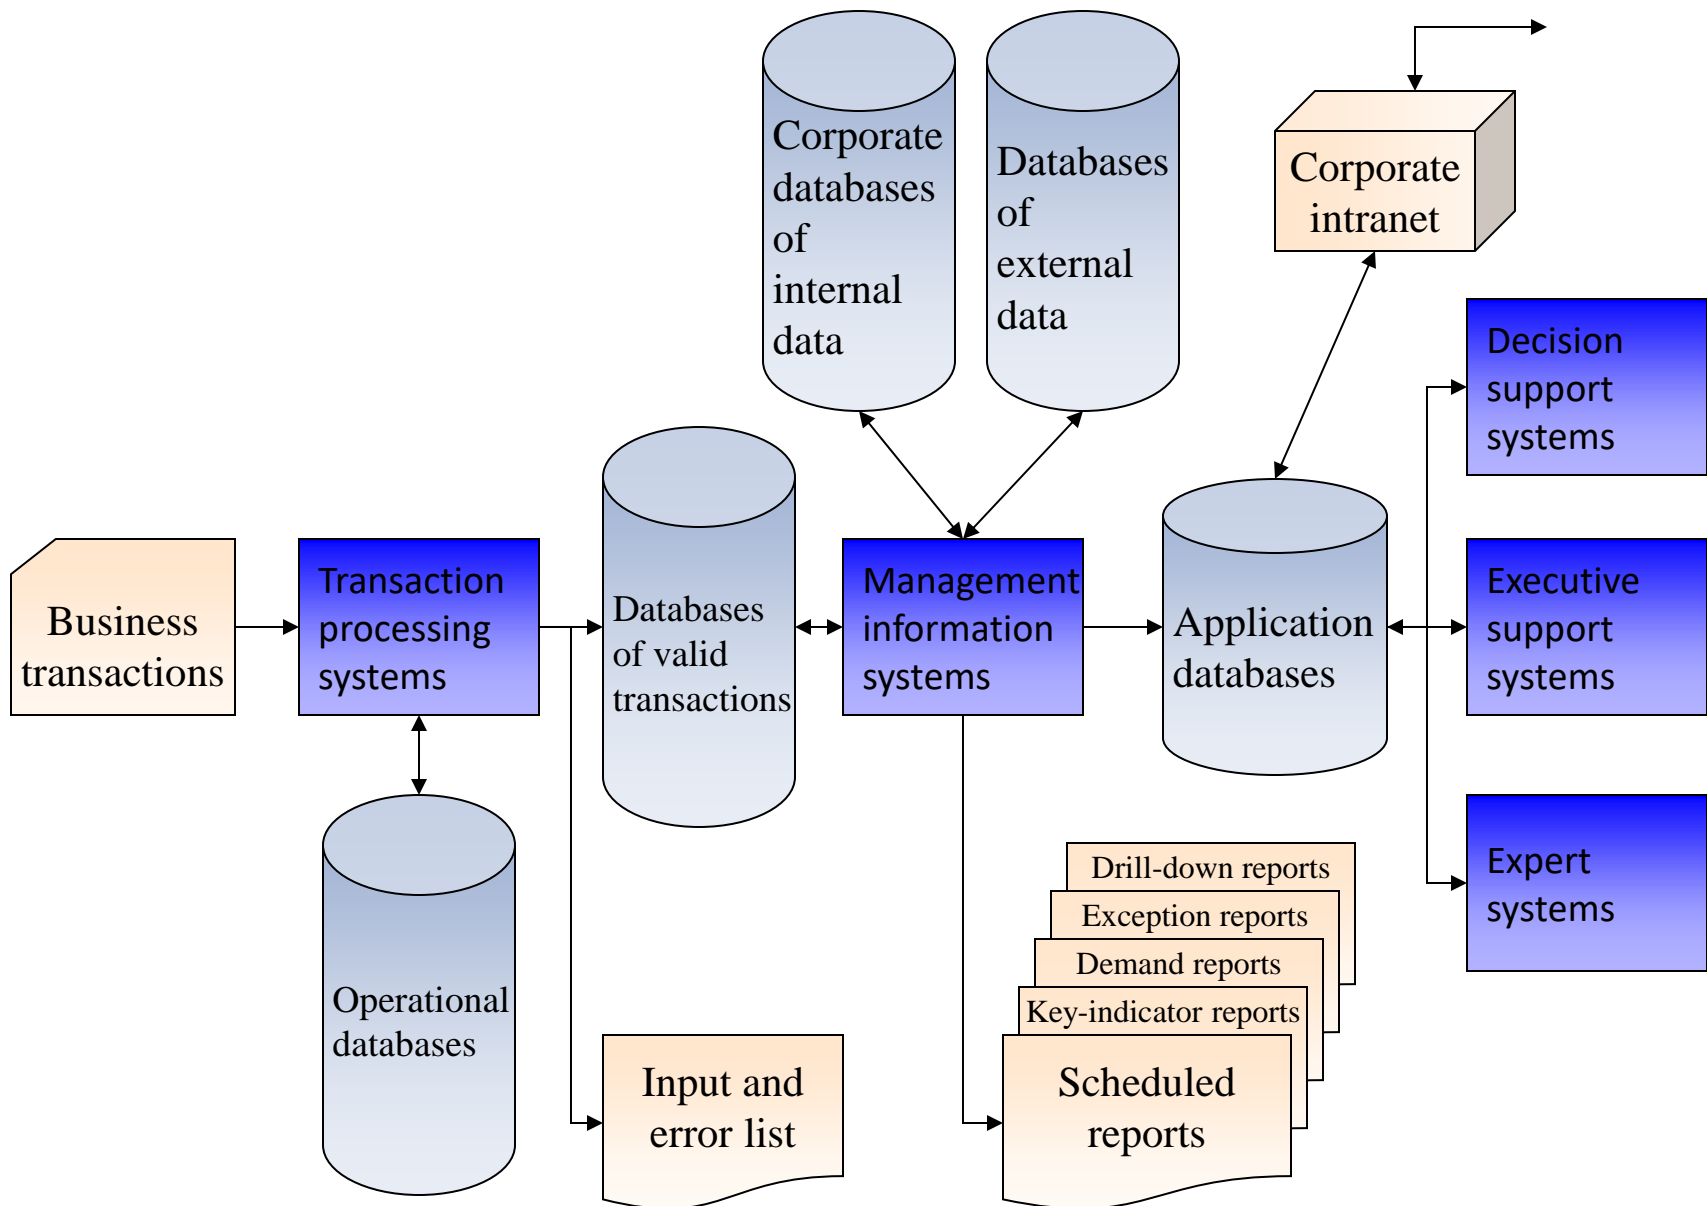 Corporate
databases
of
internal
data
Databases
of
external
data
Corporate
intranet
Decision
support
systems
Business
transactions
Transaction
processing
systems
Databases
of valid
transactions
Management
information
systems
Application
databases
Executive
support
systems
Operational
databases
Input and
error list
Drill-down reports
Exception reports
Demand reports
Key-indicator reports
Scheduled
reports
Expert
systems